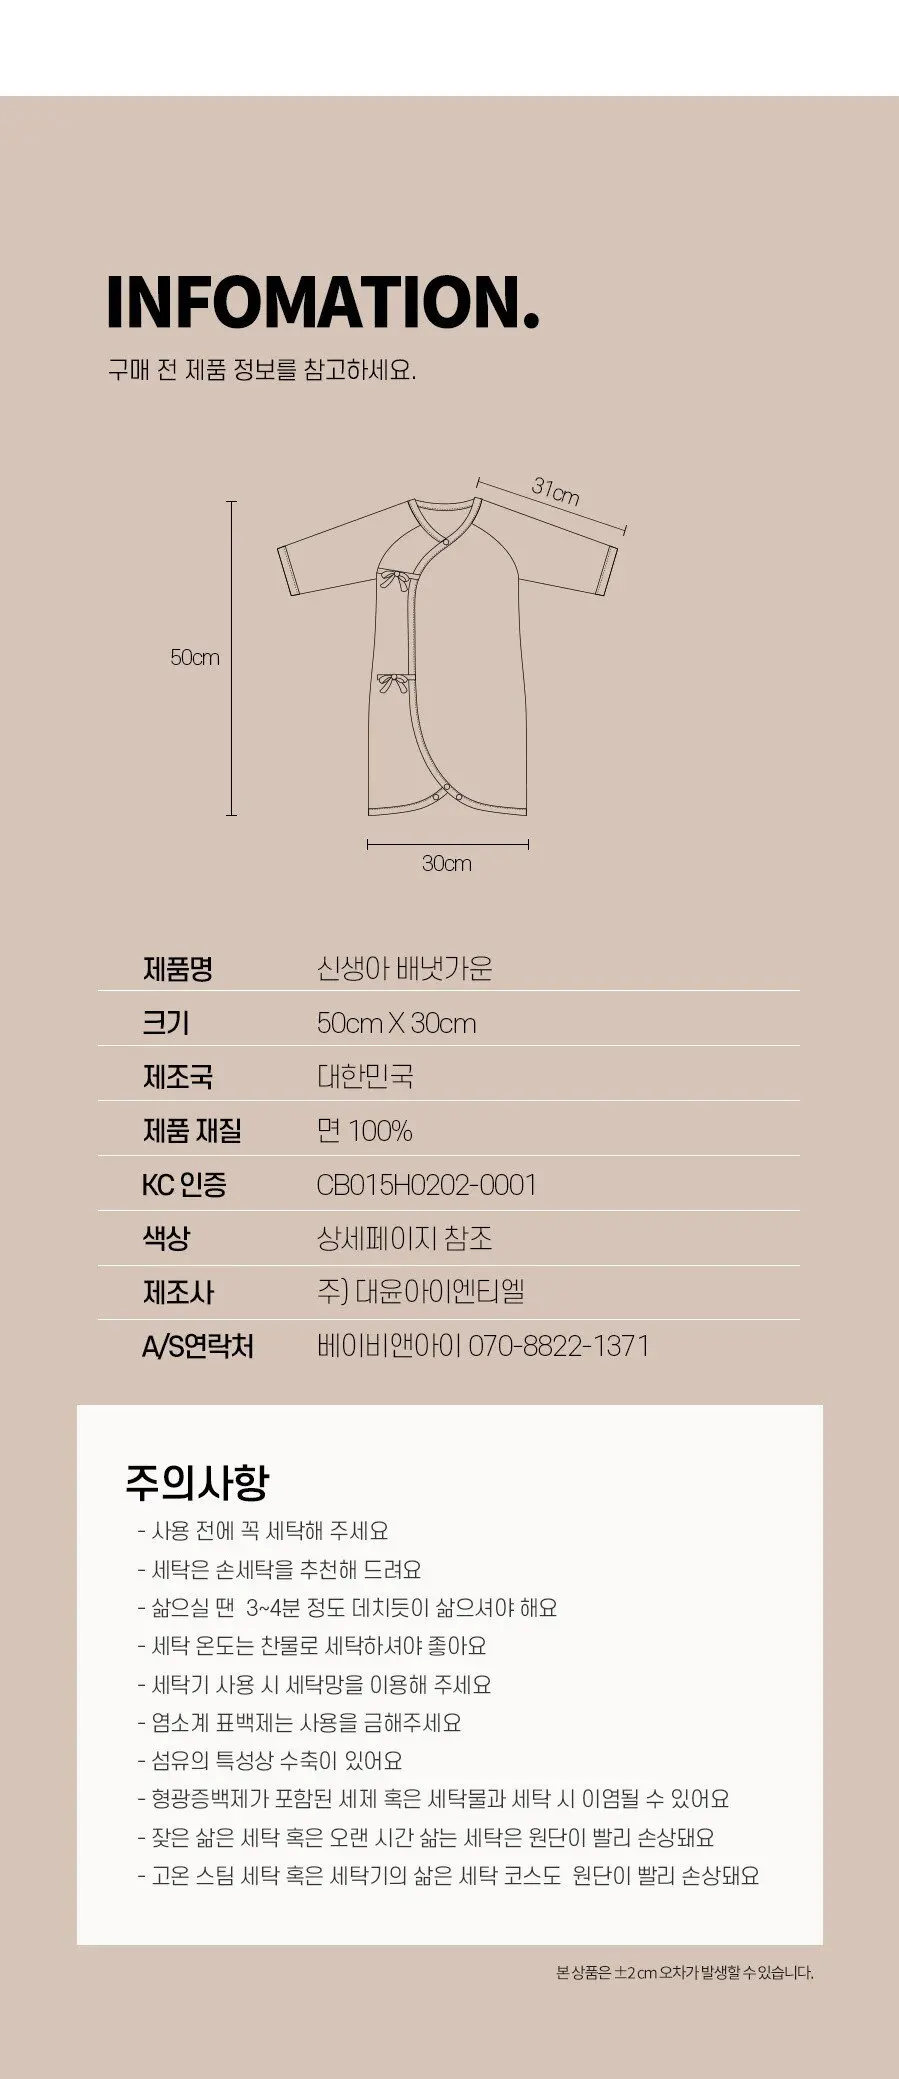 INFOMATION.
구매 전 제품 정보를 참고하세요.
31cm
50cm
30cm
제품명 신생아 배냇가운
크기 50cm X 30cm
제조국 대한민국
제품 재질 면 100%
KC 인증 CB015H0202-0001
색상 상세페이지 참조
제조사 주) 대윤아이엔티엘
A/S연락처 베이비앤아이 070-8822-1371
주의사항
- 사용 전에 꼭 세탁해 주세요
- 세탁은 손세탁을 추천해 드려요
- 삶으실 땐 3~4분 정도 데치듯이 삶으셔야 해요
- 세탁 온도는 찬물로 세탁하셔야 좋아요
- 세탁기 사용 시 세탁망을 이용해 주세요
- 염소계 표백제는 사용을 금해주세요
- 섬유의 특성상 수축이 있어요
- 형광증백제가 포함된 세제 혹은 세탁물과 세탁 시 이염될 수 있어요
- 잦은 삶은 세탁 혹은 오랜 시간 삶는 세탁은 원단이 빨리 손상돼요
- 고온 스팀 세탁 혹은 세탁기의 삶은 세탁 코스도 원단이 빨리 손상돼요
본 상품은 ±2cm 오차가 발생할 수 있습니다.